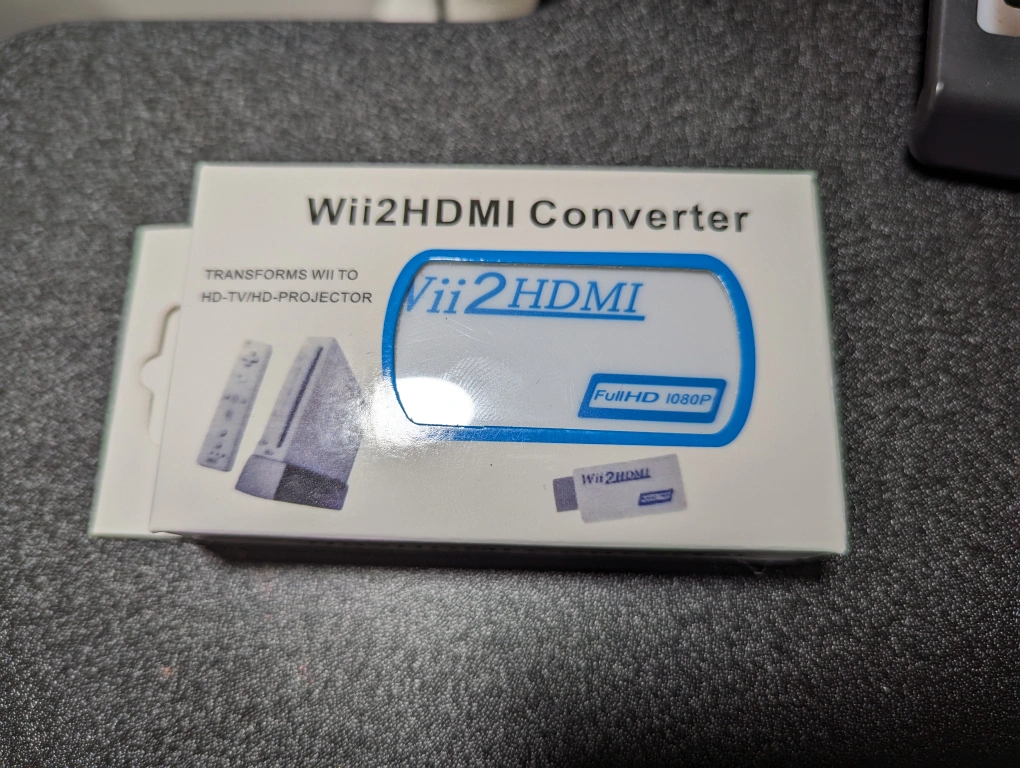 Wii2HDMI Converter
TRANSFORMS WII TO
HD-TV/HD-PROJECTOR
Wii2HDMI
FullHD 1080P
Wii2HDMI